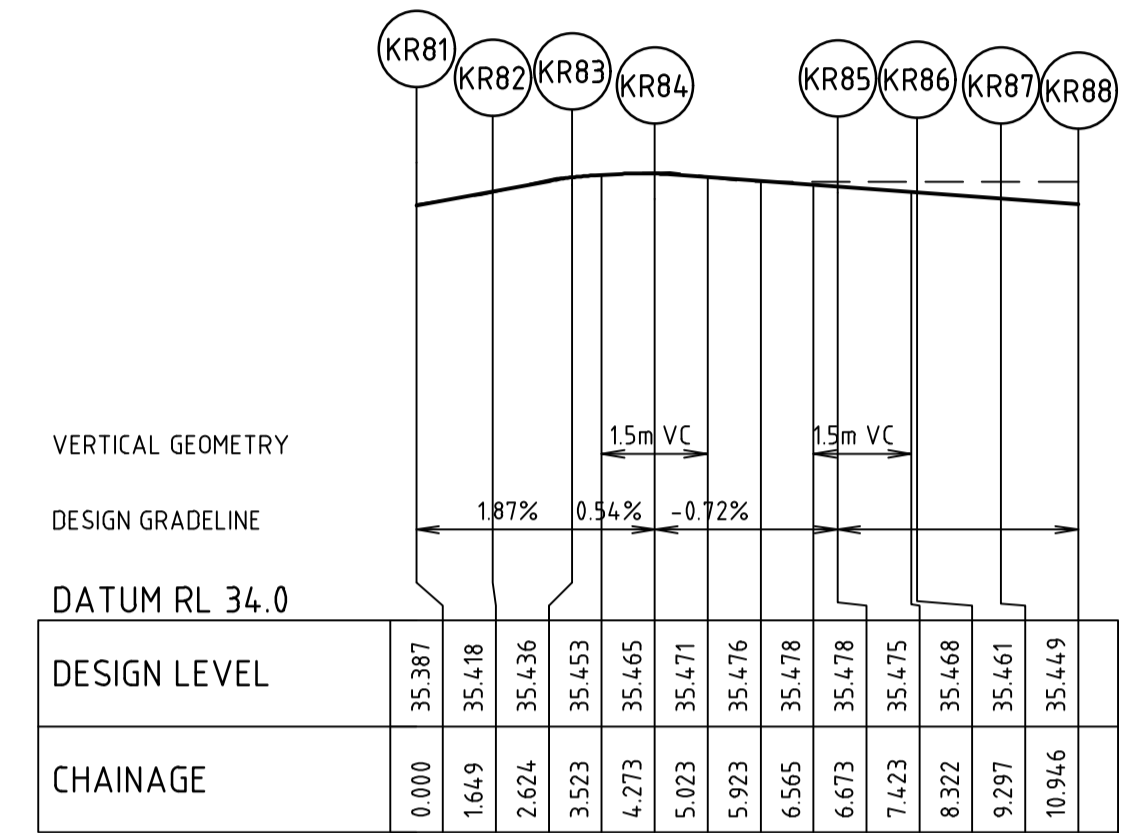 KR81 KR82 KR83 KR84 KR85 KR86 KR87 KR88
VERTICAL GEOMETRY 1.5m VC 1.5m VC
DESIGN GRADELINE 1.87% 0.54% -0.72%
DATUM RL 34.0
DESIGN LEVEL 35.387 35.418 35.436 35.453 35.465 35.471 35.476 35.478 35.478 35.475 35.468 35.461 35.449
CHAINAGE 0.000 1.649 2.624 3.523 4.273 5.023 5.923 6.565 6.673 7.423 8.322 9.297 10.946